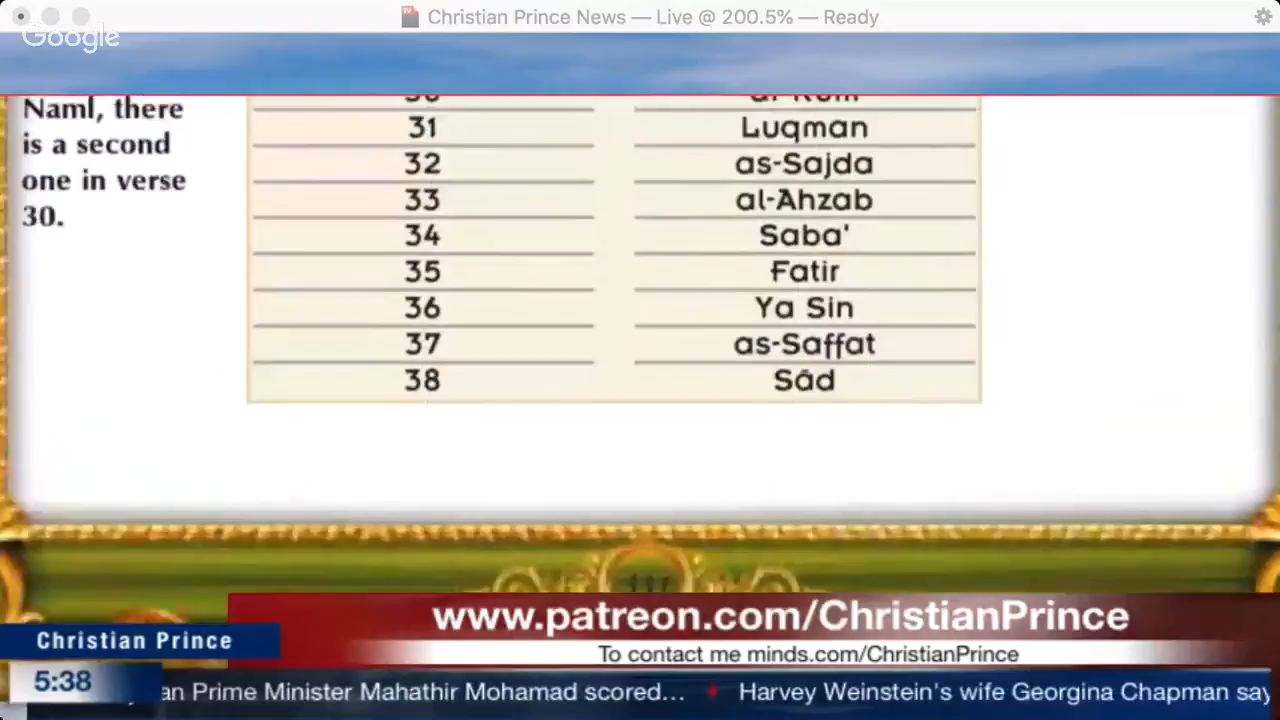 Christian Prince News — Live @ 200.5% — Ready
Google
Naml, there
is a second
one in verse
30.
31 Luqman
32 as-Sajda
33 al-Ahzab
34 Saba'
35 Fatir
36 Ya Sin
37 as-Saffat
38 Sád
www.patreon.com/ChristianPrince
To contact me minds.com/ChristianPrince
Christian Prince
5:38
an Prime Minister Mahathir Mohamad scored... Harvey Weinstein's wife Georgina Chapman say